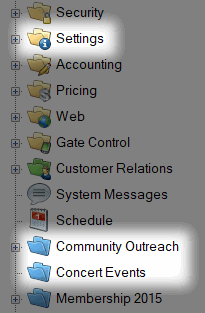 Security
Settings
Accounting
Pricing
Web
Gate Control
Customer Relations
System Messages
Schedule
Community Outreach
Concert Events
Membership 2015